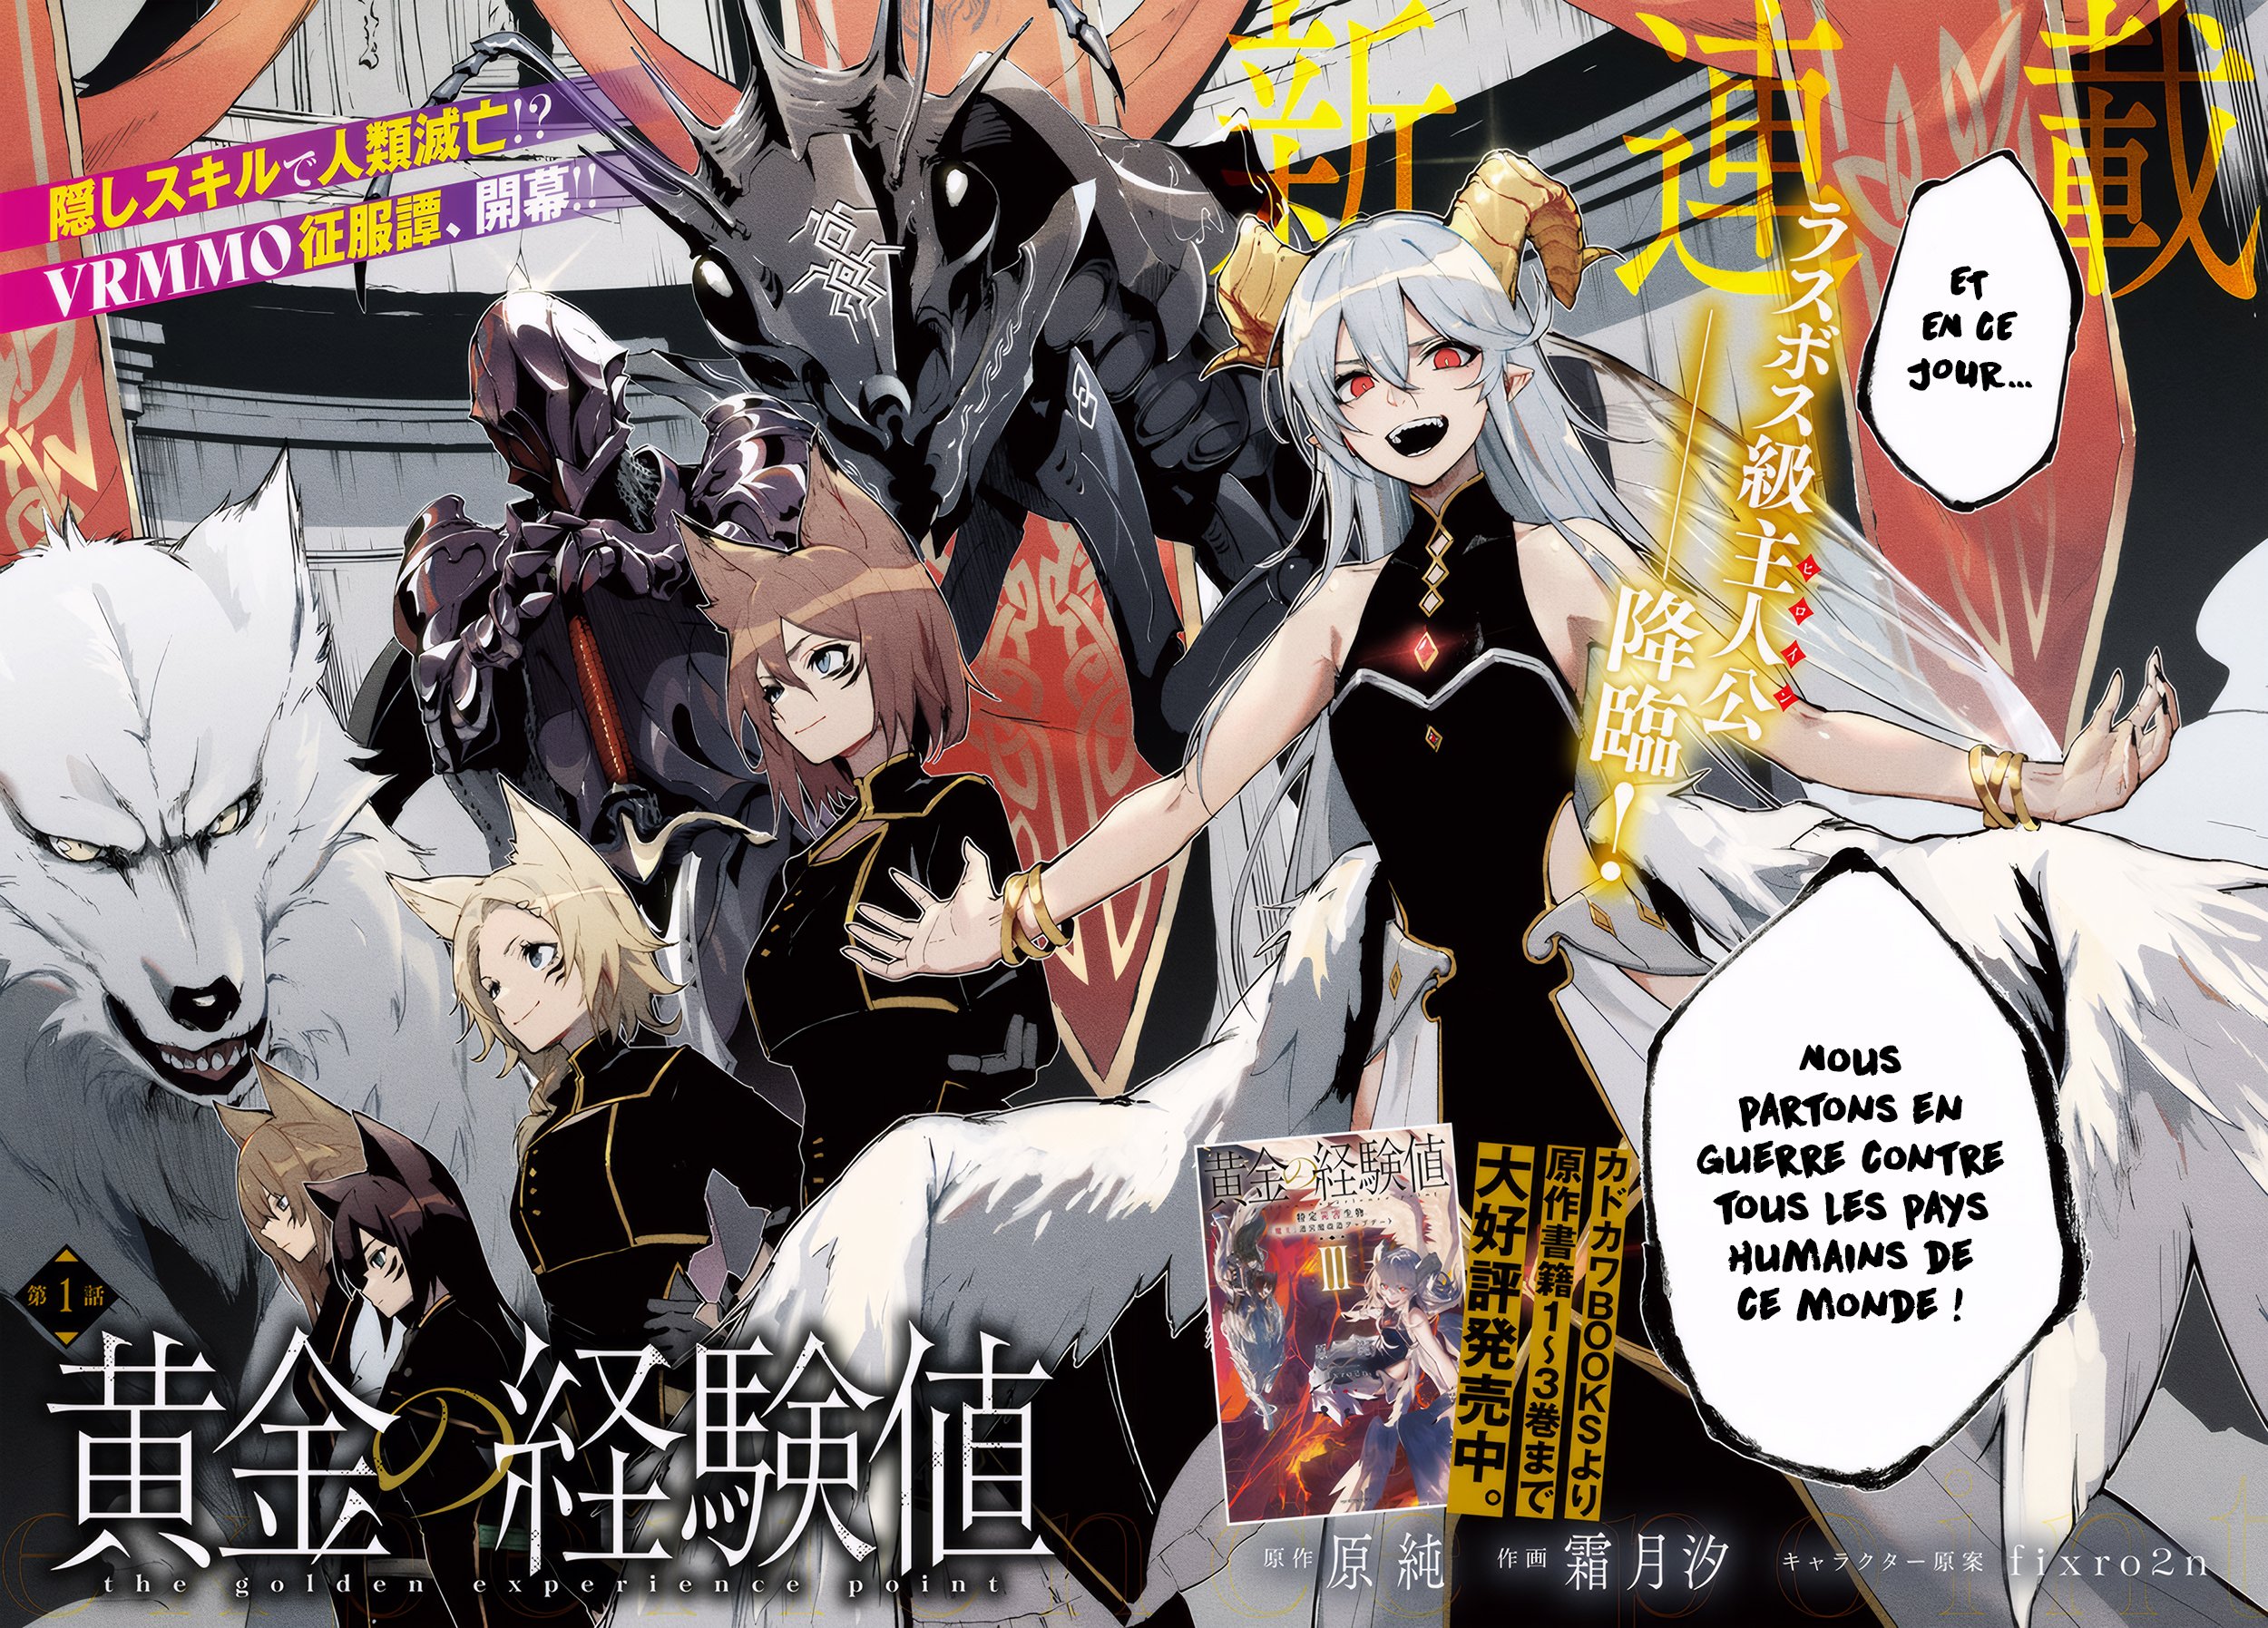 新連載
隠しスキルで人類滅亡!?
VRMMO征服譚、開幕!!
ET
EN CE
JOUR...
ラスボス級主人公
ヒロイン
降臨!
NOUS
PARTONS EN
GUERRE CONTRE
TOUS LES PAYS
HUMAINS DE
CE MONDE !
カドカワBOOKSより
原作書籍1〜3巻まで
大好評発売中。
黄金の経験値
III
第1話
黄金の経験値
the golden experience point
原作 原純 作画 霜月汐 キャラクター原案 fixro2n